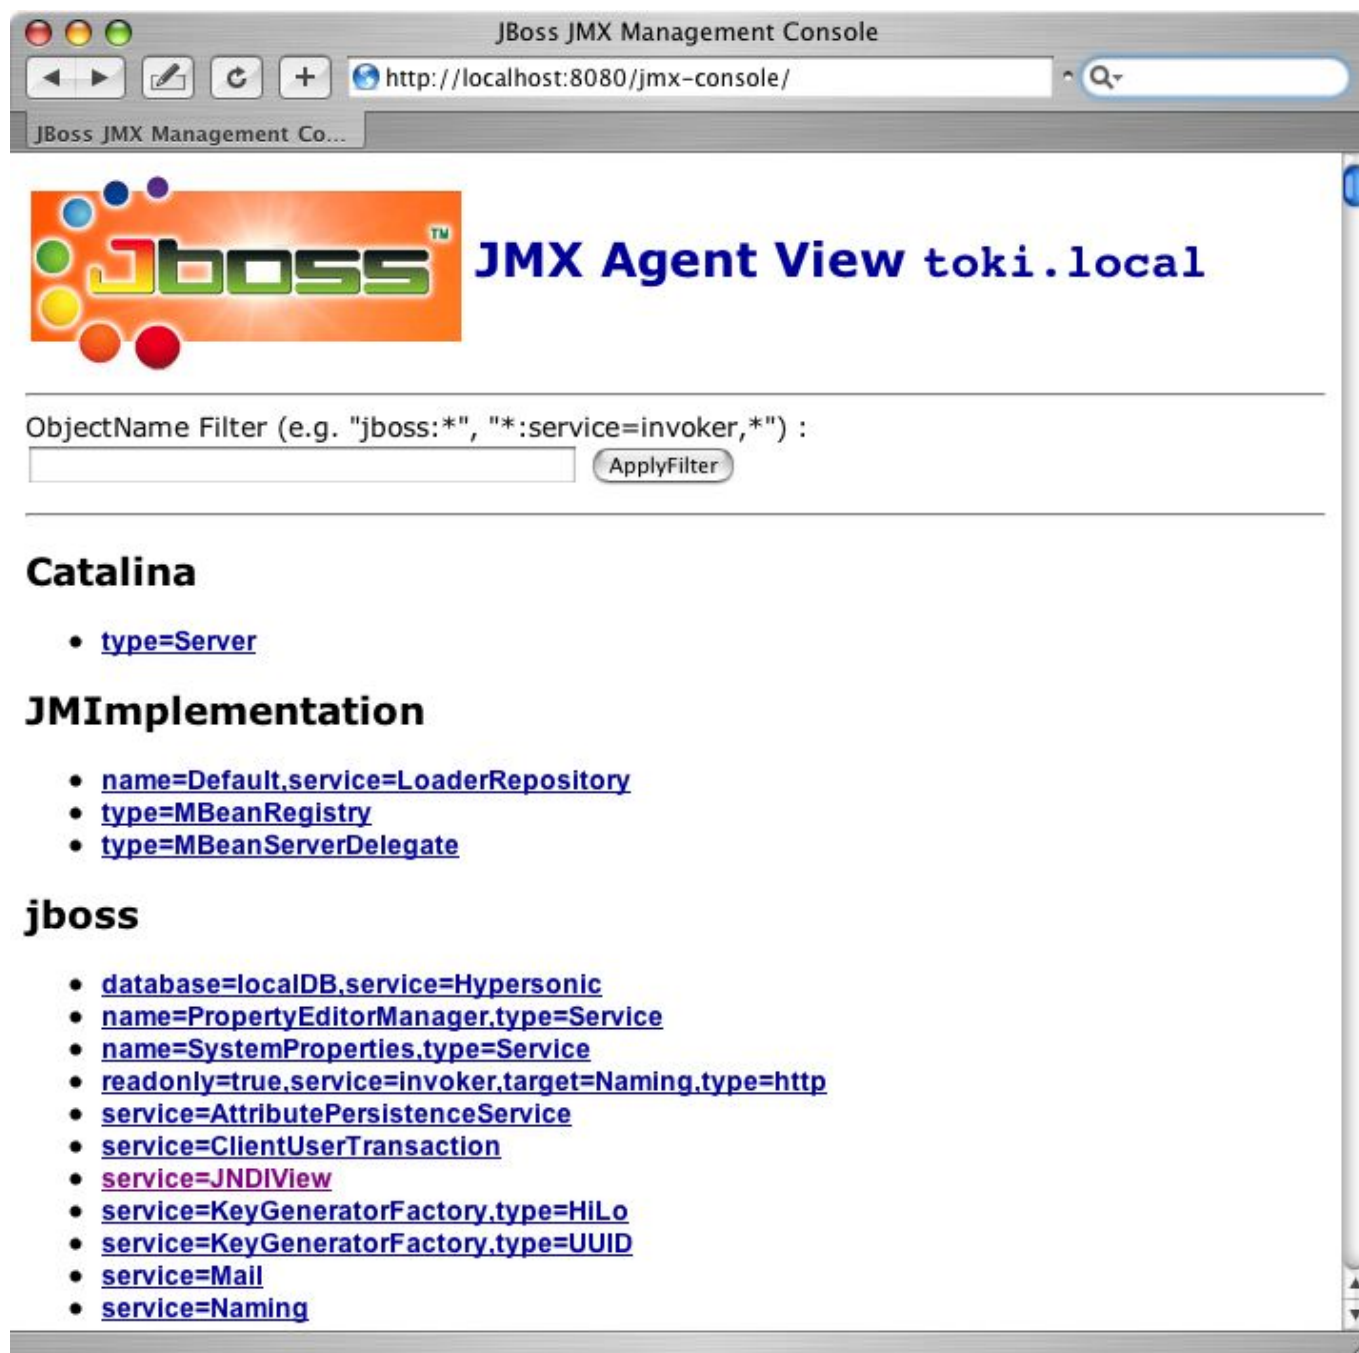 JBoss JMX Management Console
http://localhost:8080/jmx-console/
JBoss JMX Management Co...
Jboss TM
JMX Agent View toki.local
ObjectName Filter (e.g. "jboss:*", "*:service=invoker,*") :
ApplyFilter
Catalina
type=Server
JMImplementation
name=Default,service=LoaderRepository
type=MBeanRegistry
type=MBeanServerDelegate
jboss
database=localDB,service=Hypersonic
name=PropertyEditorManager,type=Service
name=SystemProperties,type=Service
readonly=true,service=invoker,target=Naming,type=http
service=AttributePersistenceService
service=ClientUserTransaction
service=JNDIView
service=KeyGeneratorFactory,type=HiLo
service=KeyGeneratorFactory,type=UUID
service=Mail
service=Naming